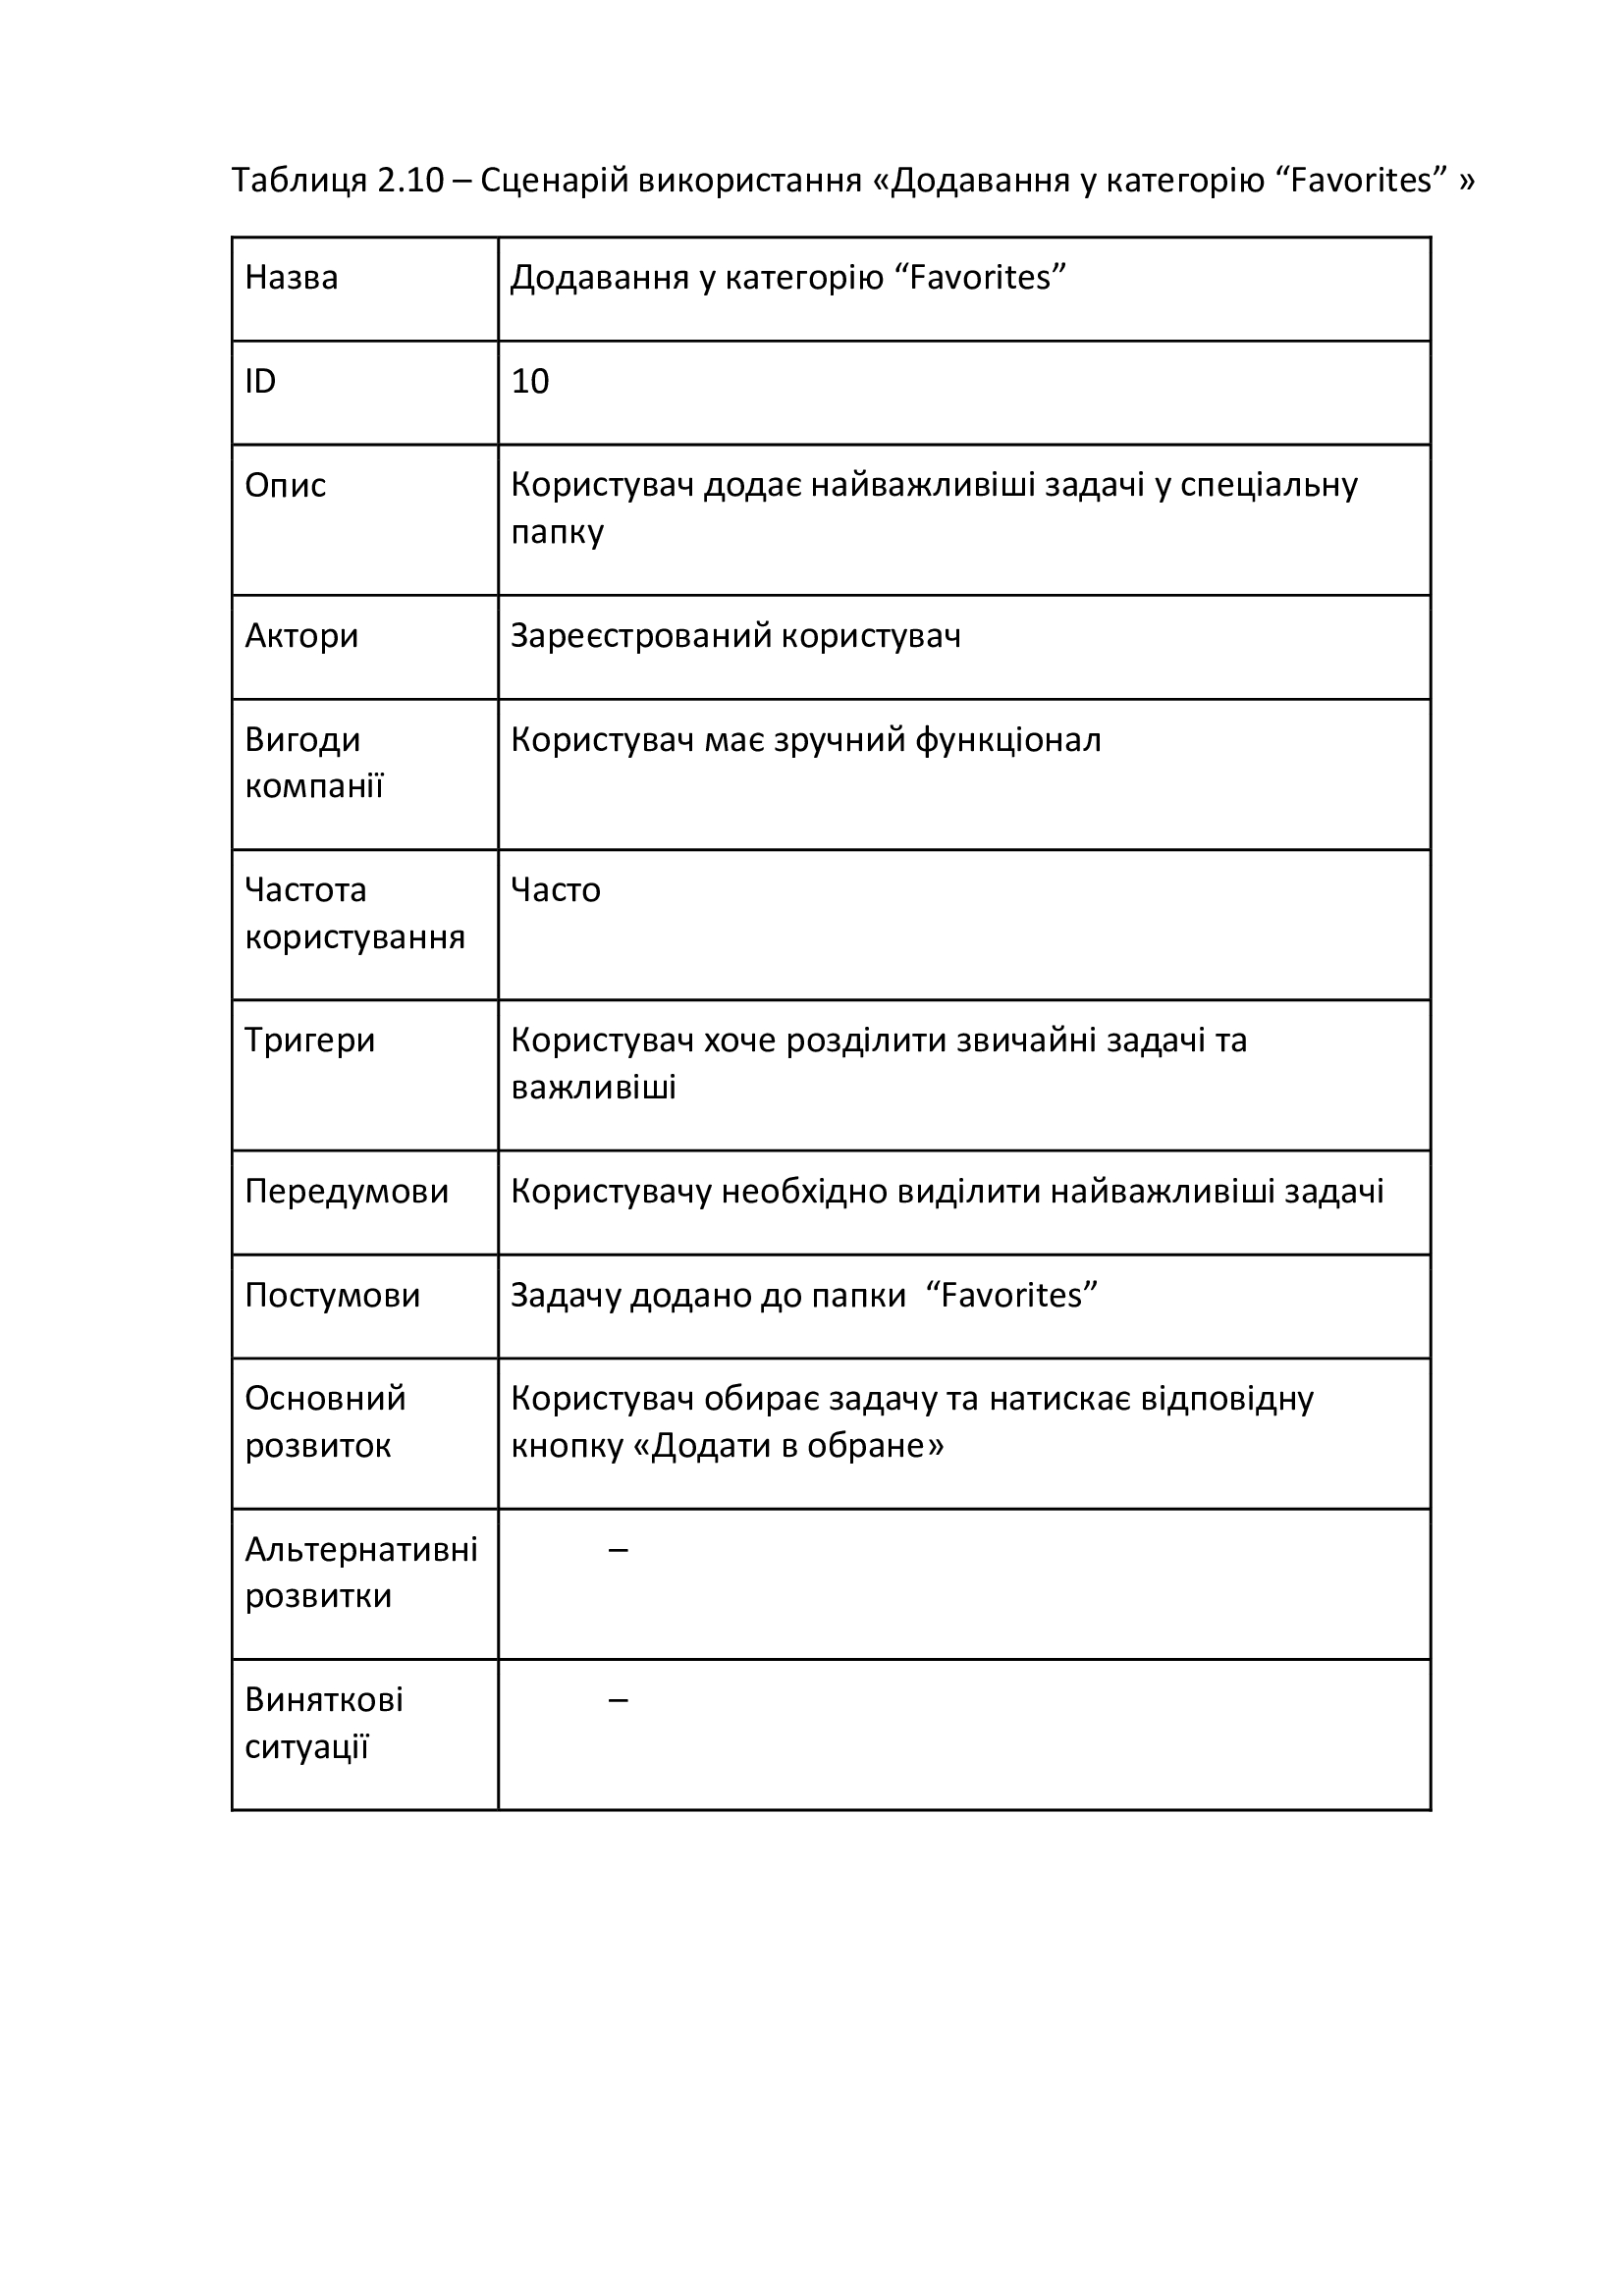 Таблиця 2.10 – Сценарій використання «Додавання у категорію “Favorites” »
Назва
Додавання у категорію “Favorites”
ID
10
Опис
Користувач додає найважливіші задачі у спеціальну
папку
Актори
Зареєстрований користувач
Вигоди
компанії
Користувач має зручний функціонал
Частота
користування
Часто
Тригери
Користувач хоче розділити звичайні задачі та
важливіші
Передумови
Користувачу необхідно виділити найважливіші задачі
Постумови
Задачу додано до папки  “Favorites”
Основний
розвиток
Користувач обирає задачу та натискає відповідну
кнопку «Додати в обране»
Альтернативні
розвитки
–
Виняткові
ситуації
–